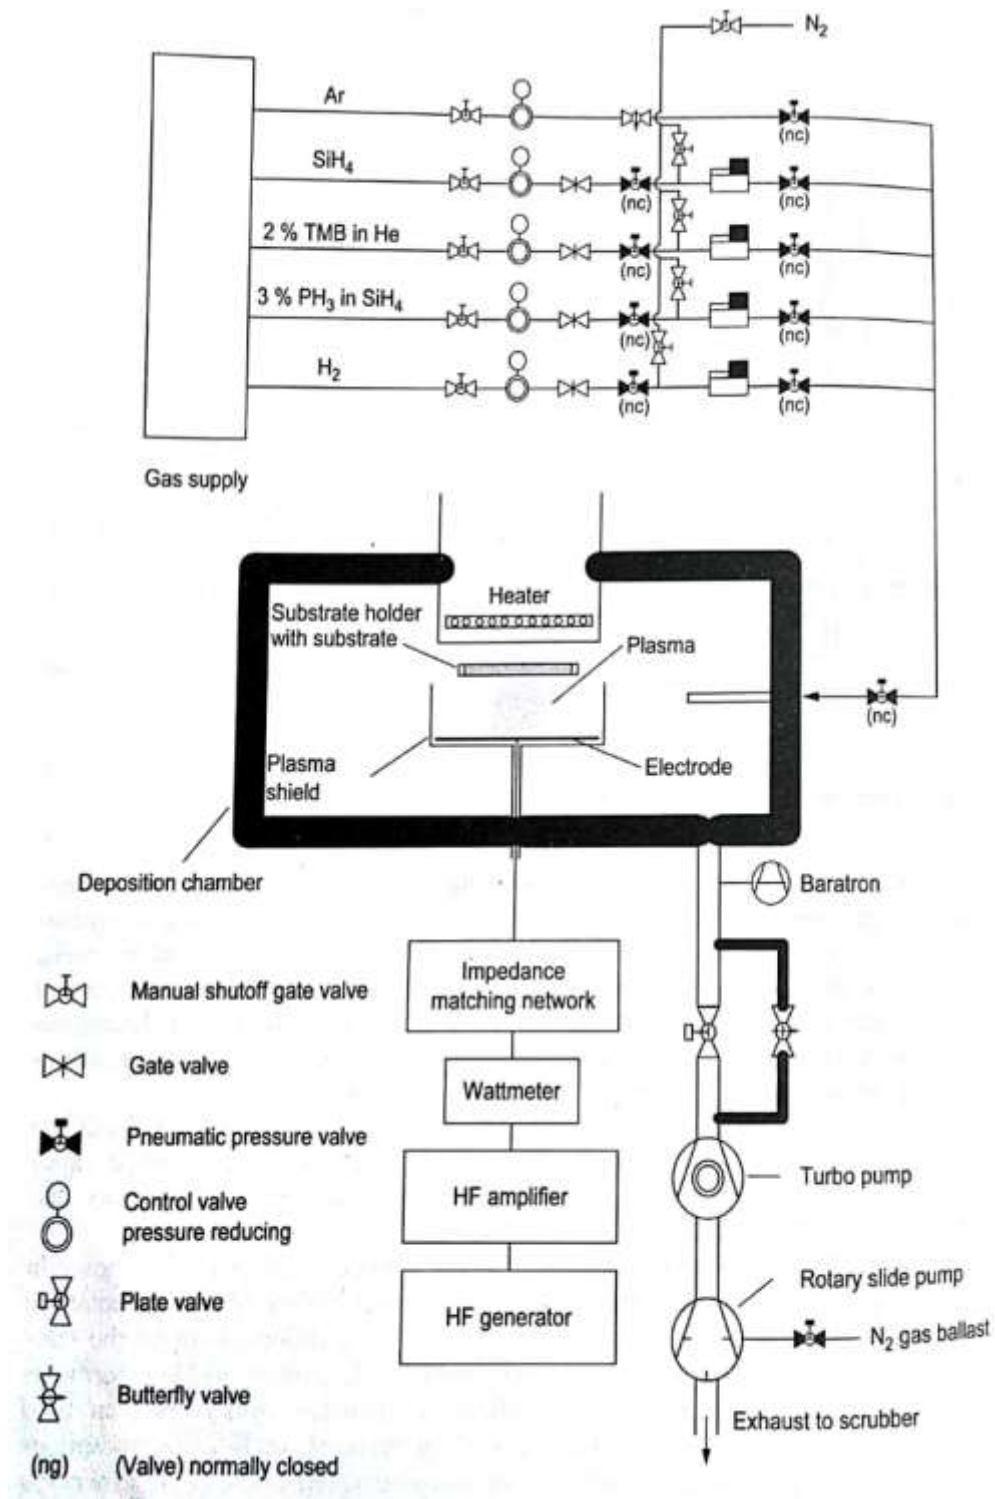 N₂
Ar
(nc)
SiH₄
(nc)
(nc)
2 % TMB in He
(nc)
(nc)
3 % PH₃ in SiH₄
(nc)
(nc)
H₂
(nc)
(nc)
Gas supply
Heater
Substrate holder
with substrate
Plasma
(nc)
Plasma
shield
Electrode
Deposition chamber
Baratron
Impedance
matching network
Manual shutoff gate valve
Gate valve
Wattmeter
Pneumatic pressure valve
Turbo pump
HF amplifier
Control valve
pressure reducing
Rotary slide pump
Plate valve
HF generator
N₂ gas ballast
Butterfly valve
Exhaust to scrubber
(ng) (Valve) normally closed